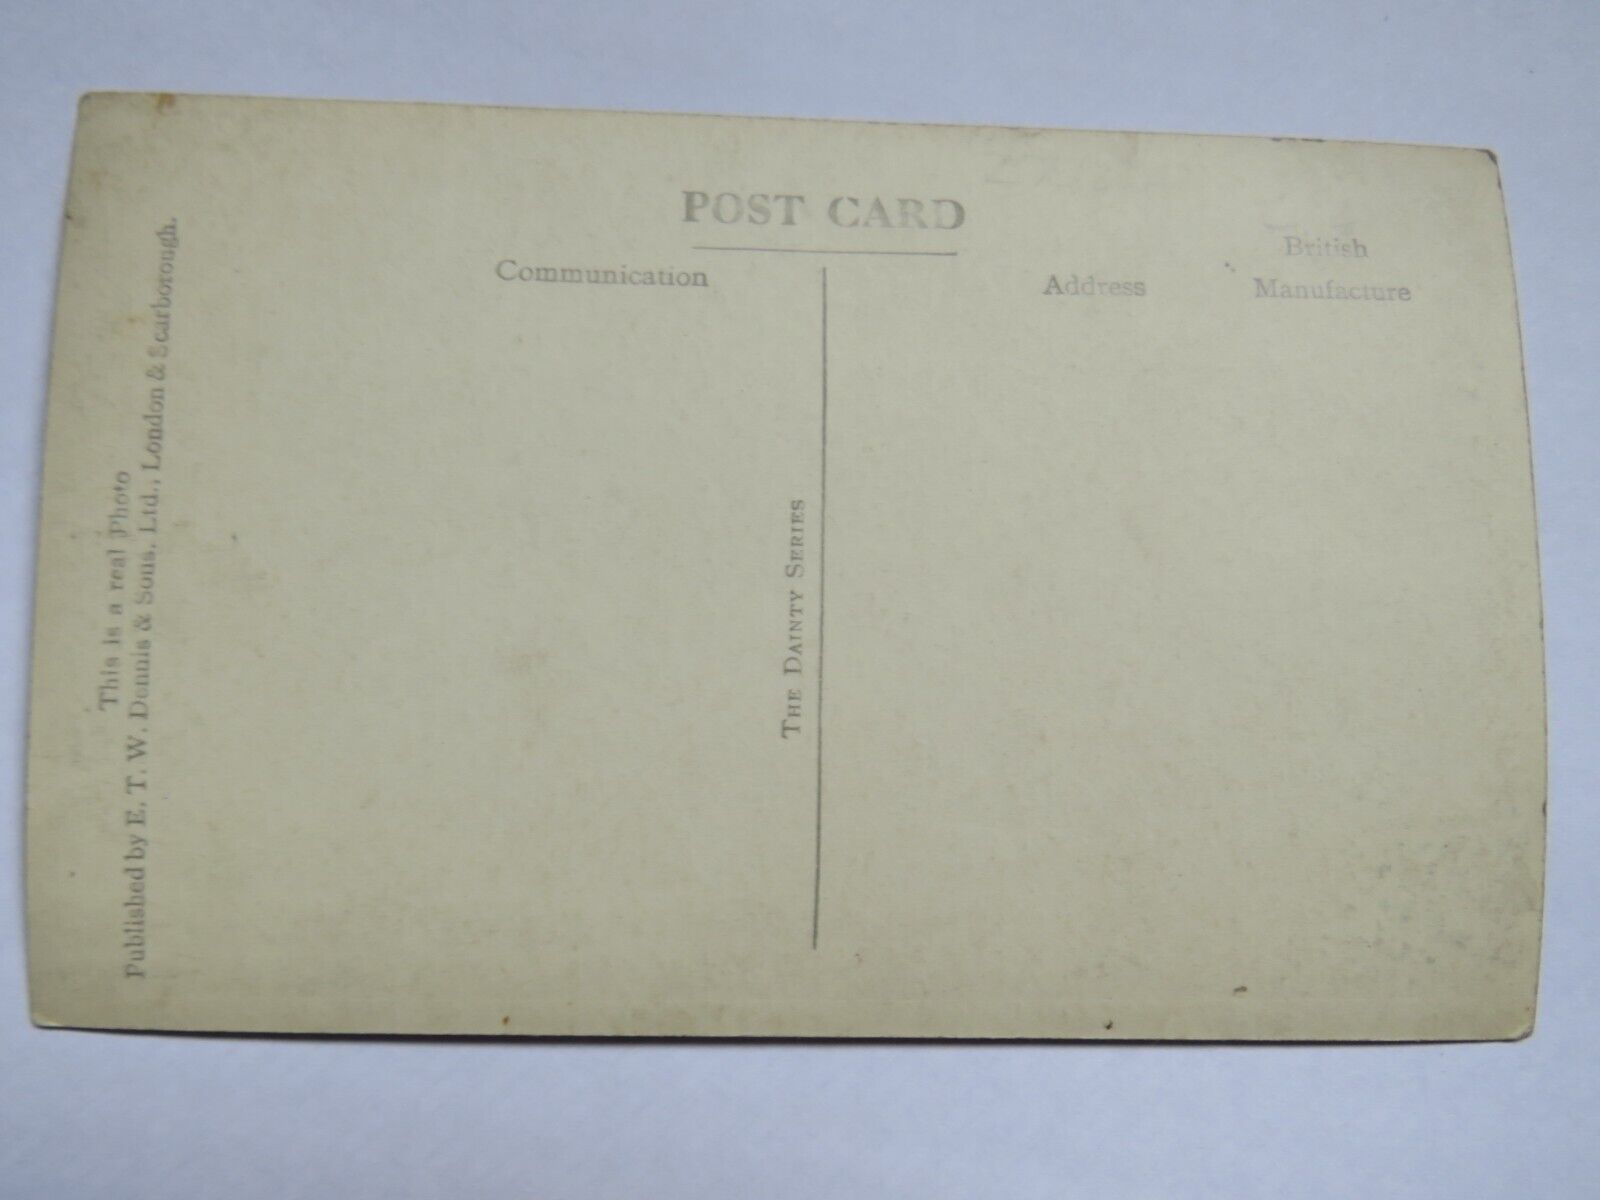 POST CARD
Communication
Address
British
Manufacture
THE DAINTY SERIES
This is a real Photo
Published by E. T. W. Dennis & Sons, Ltd., London & Scarborough.